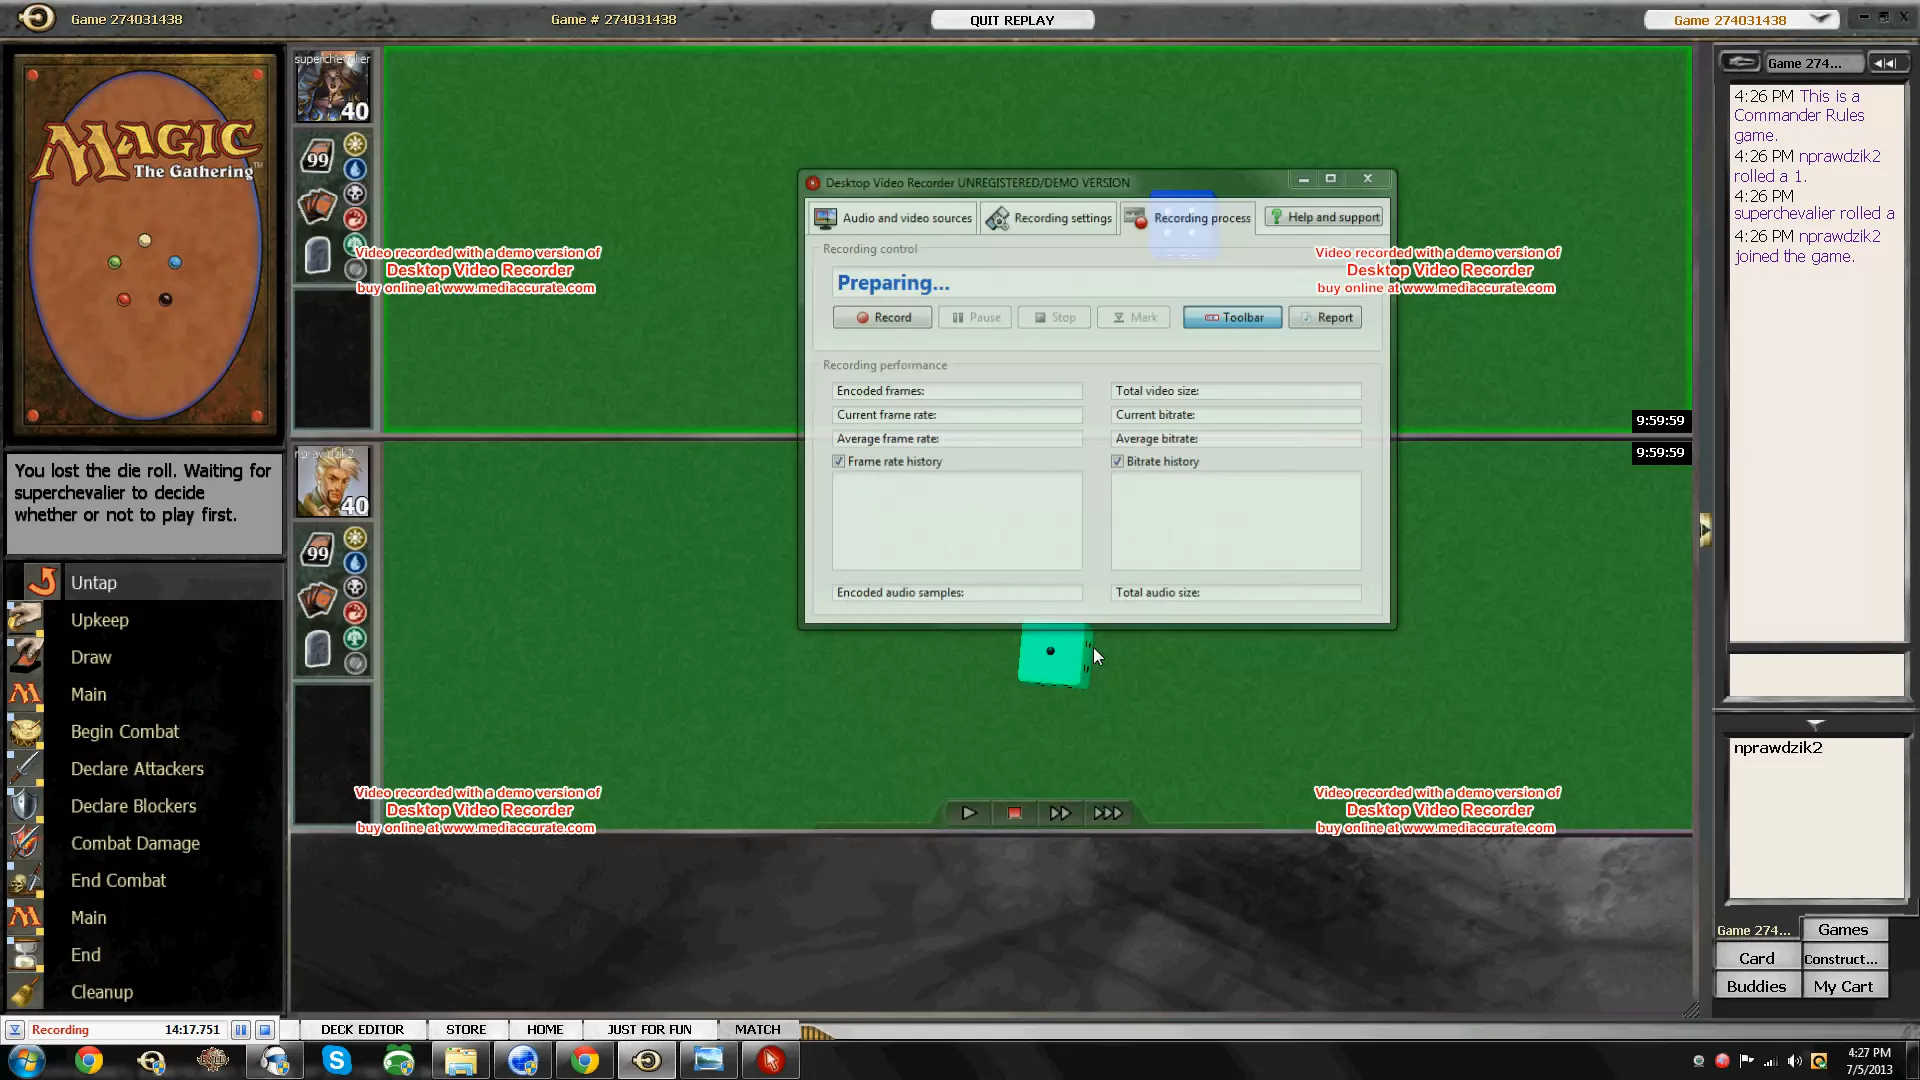 Game 274031438
Game # 274031438
QUIT REPLAY
Game 274031438
MAGIC
The Gathering™
superchevalier
40
99
Desktop Video Recorder UNREGISTERED/DEMO VERSION
Audio and video sources
Recording settings
Recording process
Help and support
Recording control
Preparing...
Record
Pause
Stop
Mark
Toolbar
Report
Recording performance
Encoded frames:
Total video size:
Current frame rate:
Current bitrate:
Average frame rate:
Average bitrate:
Frame rate history
Bitrate history
Encoded audio samples:
Total audio size:
Video recorded with a demo version of
Desktop Video Recorder
buy online at www.mediaccurate.com
Video recorded with a demo version of
Desktop Video Recorder
buy online at www.mediaccurate.com
9:59:59
9:59:59
nprawdzik2
40
99
You lost the die roll. Waiting for
superchevalier to decide
whether or not to play first.
Untap
Upkeep
Draw
Main
Begin Combat
Declare Attackers
Declare Blockers
Combat Damage
End Combat
Main
End
Cleanup
Video recorded with a demo version of
Desktop Video Recorder
buy online at www.mediaccurate.com
Video recorded with a demo version of
Desktop Video Recorder
buy online at www.mediaccurate.com
Game 274...
4:26 PM This is a
Commander Rules
game.
4:26 PM nprawdzik2
rolled a 1.
4:26 PM
superchevalier rolled a
4:26 PM nprawdzik2
joined the game.
nprawdzik2
Game 274...
Games
Card
Construct...
Buddies
My Cart
Recording
14:17.751
DECK EDITOR
STORE
HOME
JUST FOR FUN
MATCH
4:27 PM
7/5/2013